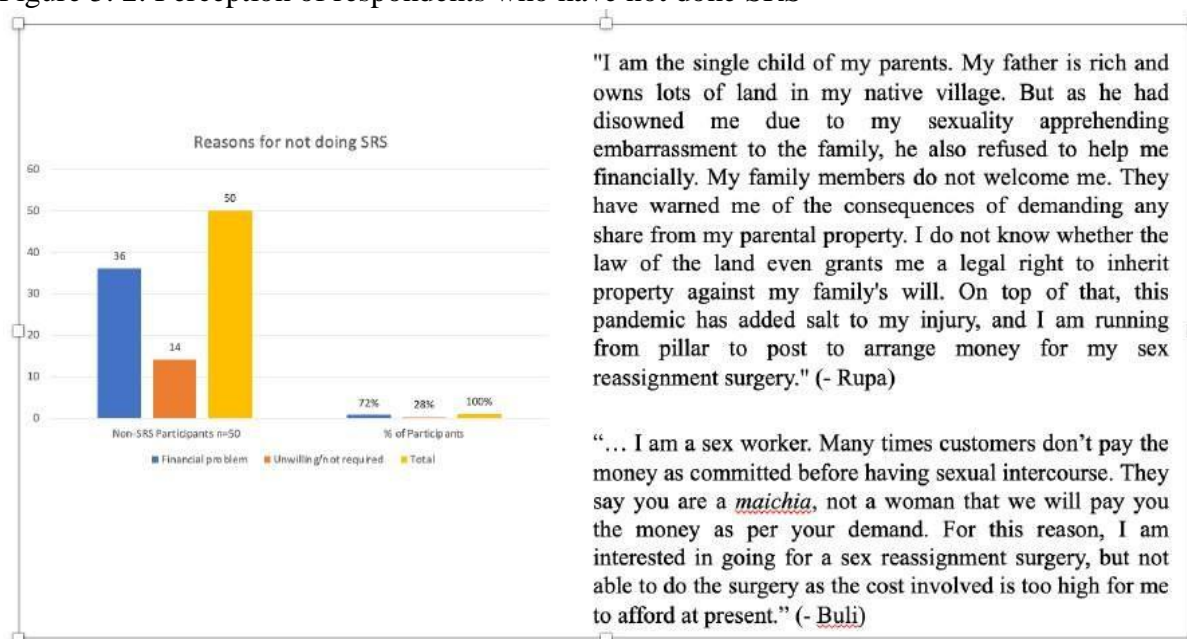 Figure 5. 2: Perception of respondents who have not done SRS
Reasons for not doing SRS
60
50
40
30
20
10
0
36
14
50
72%
28%
100%
Non-SRS Participants n=50
% of Participants
Financial problem
Unwilling/not required
Total
"I am the single child of my parents. My father is rich and
owns lots of land in my native village. But as he had
disowned me due to my sexuality apprehending
embarrassment to the family, he also refused to help me
financially. My family members do not welcome me. They
have warned me of the consequences of demanding any
share from my parental property. I do not know whether the
law of the land even grants me a legal right to inherit
property against my family's will. On top of that, this
pandemic has added salt to my injury, and I am running
from pillar to post to arrange money for my sex
reassignment surgery." (- Rupa)
“… I am a sex worker. Many times customers don’t pay the
money as committed before having sexual intercourse. They
say you are a maichia, not a woman that we will pay you
the money as per your demand. For this reason, I am
interested in going for a sex reassignment surgery, but not
able to do the surgery as the cost involved is too high for me
to afford at present.” (- Buli)